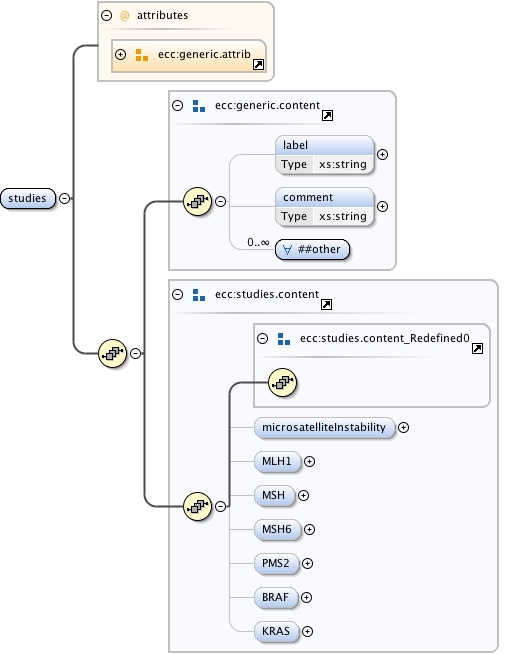 @ attributes
ecc:generic.attrib
ecc:generic.content
label
Type xs:string
comment
Type xs:string
0..∞
∀ ##other
studies
ecc:studies.content
ecc:studies.content_Redefined0
microsatelliteInstability
MLH1
MSH
MSH6
PMS2
BRAF
KRAS